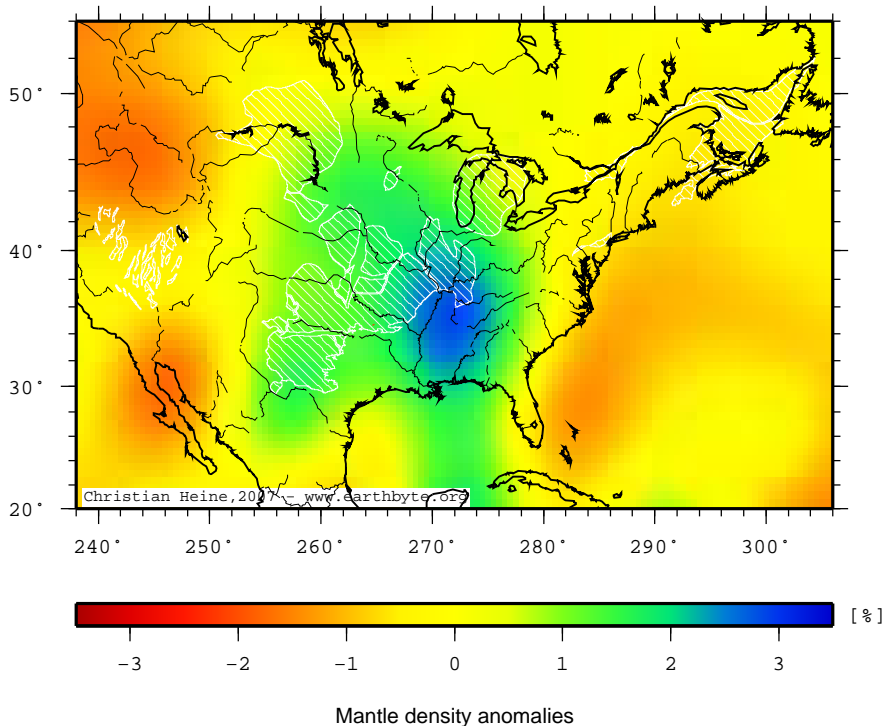 50°
40°
30°
20°
Christian Heine,2007 – www.earthbyte.org
240° 250° 260° 270° 280° 290° 300°
[%]
−3 −2 −1 0 1 2 3
Mantle density anomalies